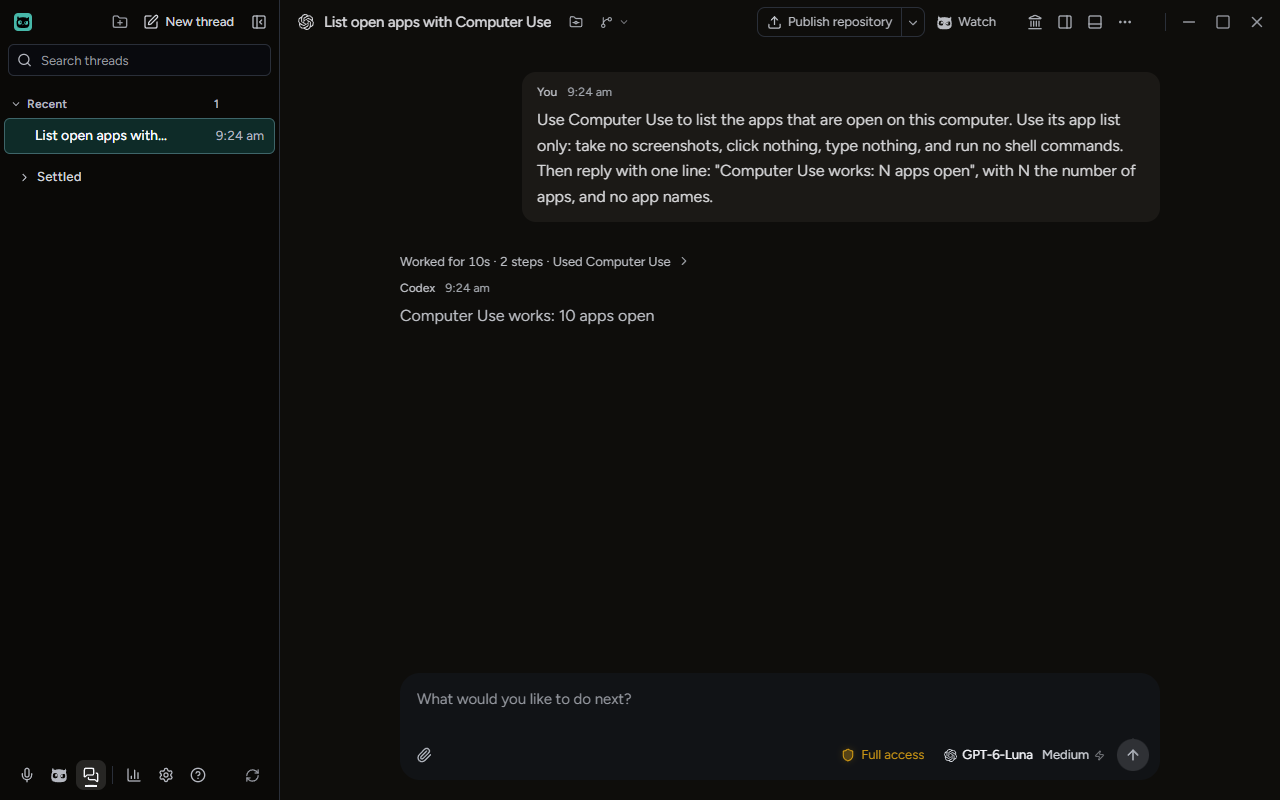 New thread
Search threads
Recent 1
List open apps with... 9:24 am
Settled
List open apps with Computer Use
Publish repository
Watch
You 9:24 am
Use Computer Use to list the apps that are open on this computer. Use its app list
only: take no screenshots, click nothing, type nothing, and run no shell commands.
Then reply with one line: "Computer Use works: N apps open", with N the number of
apps, and no app names.
Worked for 10s · 2 steps · Used Computer Use
Codex 9:24 am
Computer Use works: 10 apps open
What would you like to do next?
Full access GPT-6-Luna Medium